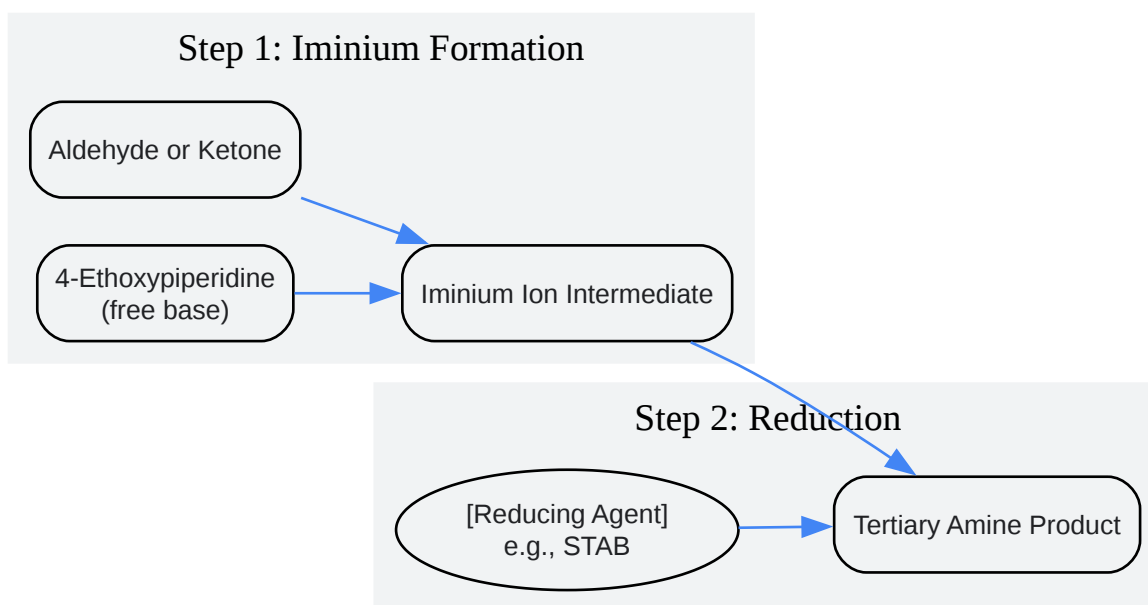 Step 1: Iminium Formation
Aldehyde or Ketone
4-Ethoxypiperidine
(free base)
Iminium Ion Intermediate
Step 2: Reduction
[Reducing Agent]
e.g., STAB
Tertiary Amine Product